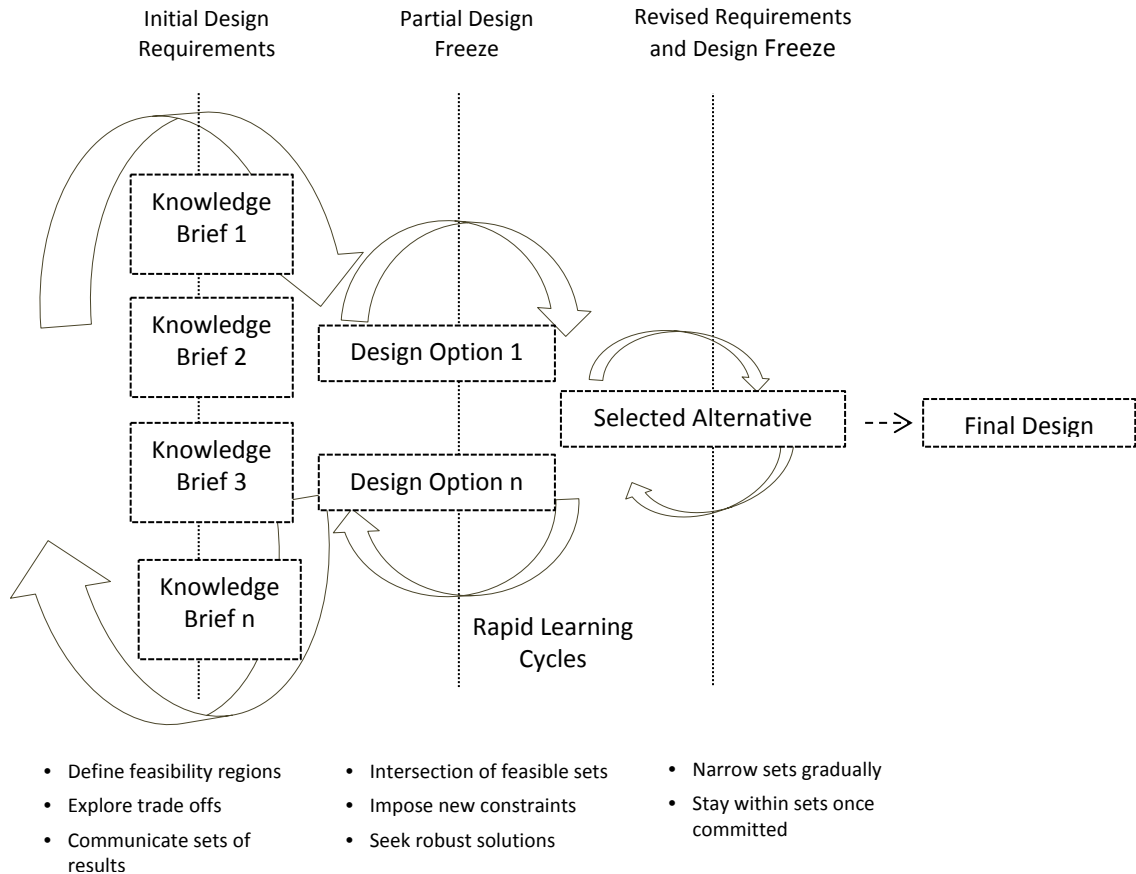 Initial Design
Requirements
Partial Design
Freeze
Revised Requirements
and Design Freeze
Knowledge
Brief 1
Knowledge
Brief 2
Knowledge
Brief 3
Knowledge
Brief n
Design Option 1
Design Option n
Selected Alternative
Final Design
Rapid Learning
Cycles
• Define feasibility regions
• Explore trade offs
• Communicate sets of
results
• Intersection of feasible sets
• Impose new constraints
• Seek robust solutions
• Narrow sets gradually
• Stay within sets once
committed